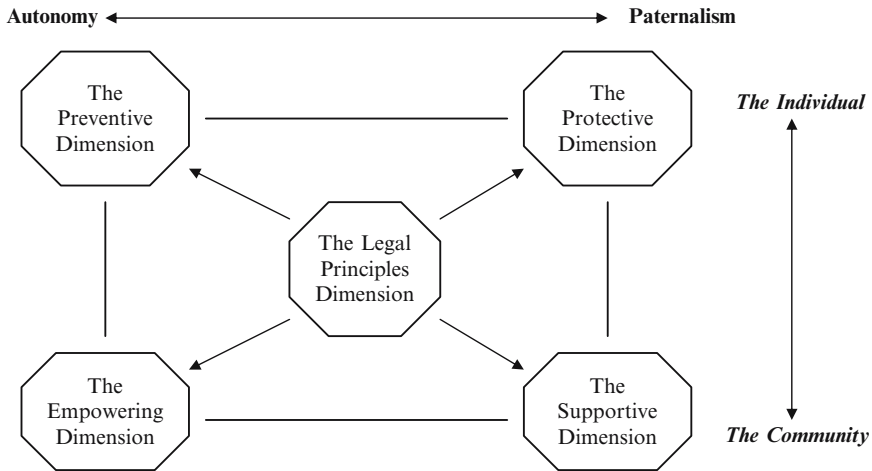 Autonomy
Paternalism
The
Preventive
Dimension
The
Protective
Dimension
The Individual
The Legal
Principles
Dimension
The
Empowering
Dimension
The
Supportive
Dimension
The Community